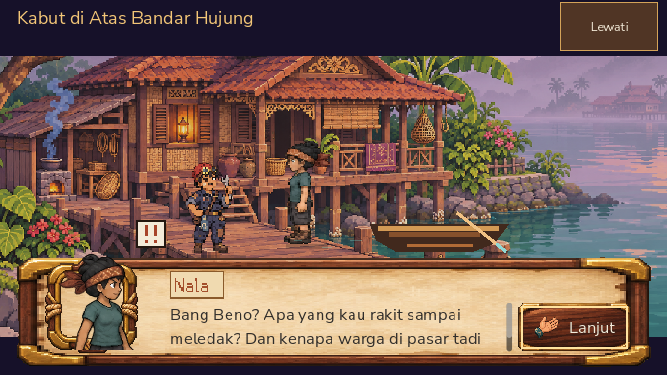 Kabut di Atas Bandar Hujung
Lewati
!!
Nala
Bang Beno? Apa yang kau rakit sampai
meledak? Dan kenapa warga di pasar tadi
Lanjut